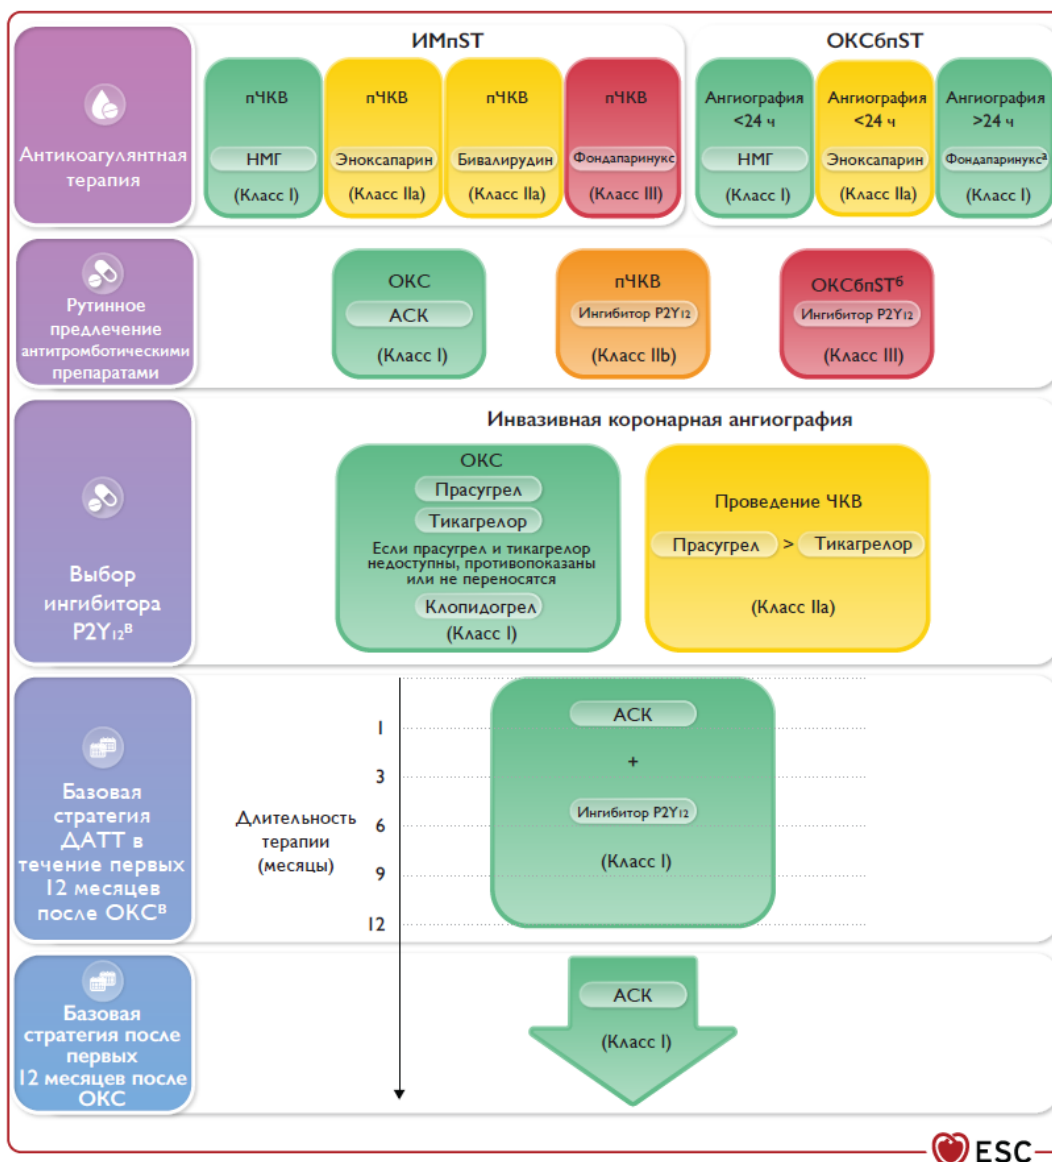 ИМпST
ОКСбпST
Антикоагулянтная
терапия
пЧКВ
НМГ
(Класс I)
пЧКВ
Эноксапарин
(Класс IIa)
пЧКВ
Бивалирудин
(Класс IIa)
пЧКВ
Фондапаринукс
(Класс III)
Ангиография
<24 ч
НМГ
(Класс I)
Ангиография
<24 ч
Эноксапарин
(Класс IIa)
Ангиография
>24 ч
Фондапаринуксª
(Класс I)
Рутинное
предлечение
антитромботическими
препаратами
ОКС
АСК
(Класс I)
пЧКВ
Ингибитор P2Y₁₂
(Класс IIb)
ОКСбпSTᵇ
Ингибитор P2Y₁₂
(Класс III)
Выбор
ингибитора
P2Y₁₂ᴮ
Инвазивная коронарная ангиография
ОКС
Прасугрел
Тикагрелор
Если прасугрел и тикагрелор
недоступны, противопоказаны
или не переносятся
Клопидогрел
(Класс I)
Проведение ЧКВ
Прасугрел > Тикагрелор
(Класс IIa)
Базовая
стратегия
ДАТТ в
течение первых
12 месяцев
после ОКСᴮ
Длительность
терапии
(месяцы)
1
3
6
9
12
АСК
+
Ингибитор P2Y₁₂
(Класс I)
Базовая
стратегия после
первых
12 месяцев после
ОКС
АСК
(Класс I)
ESC